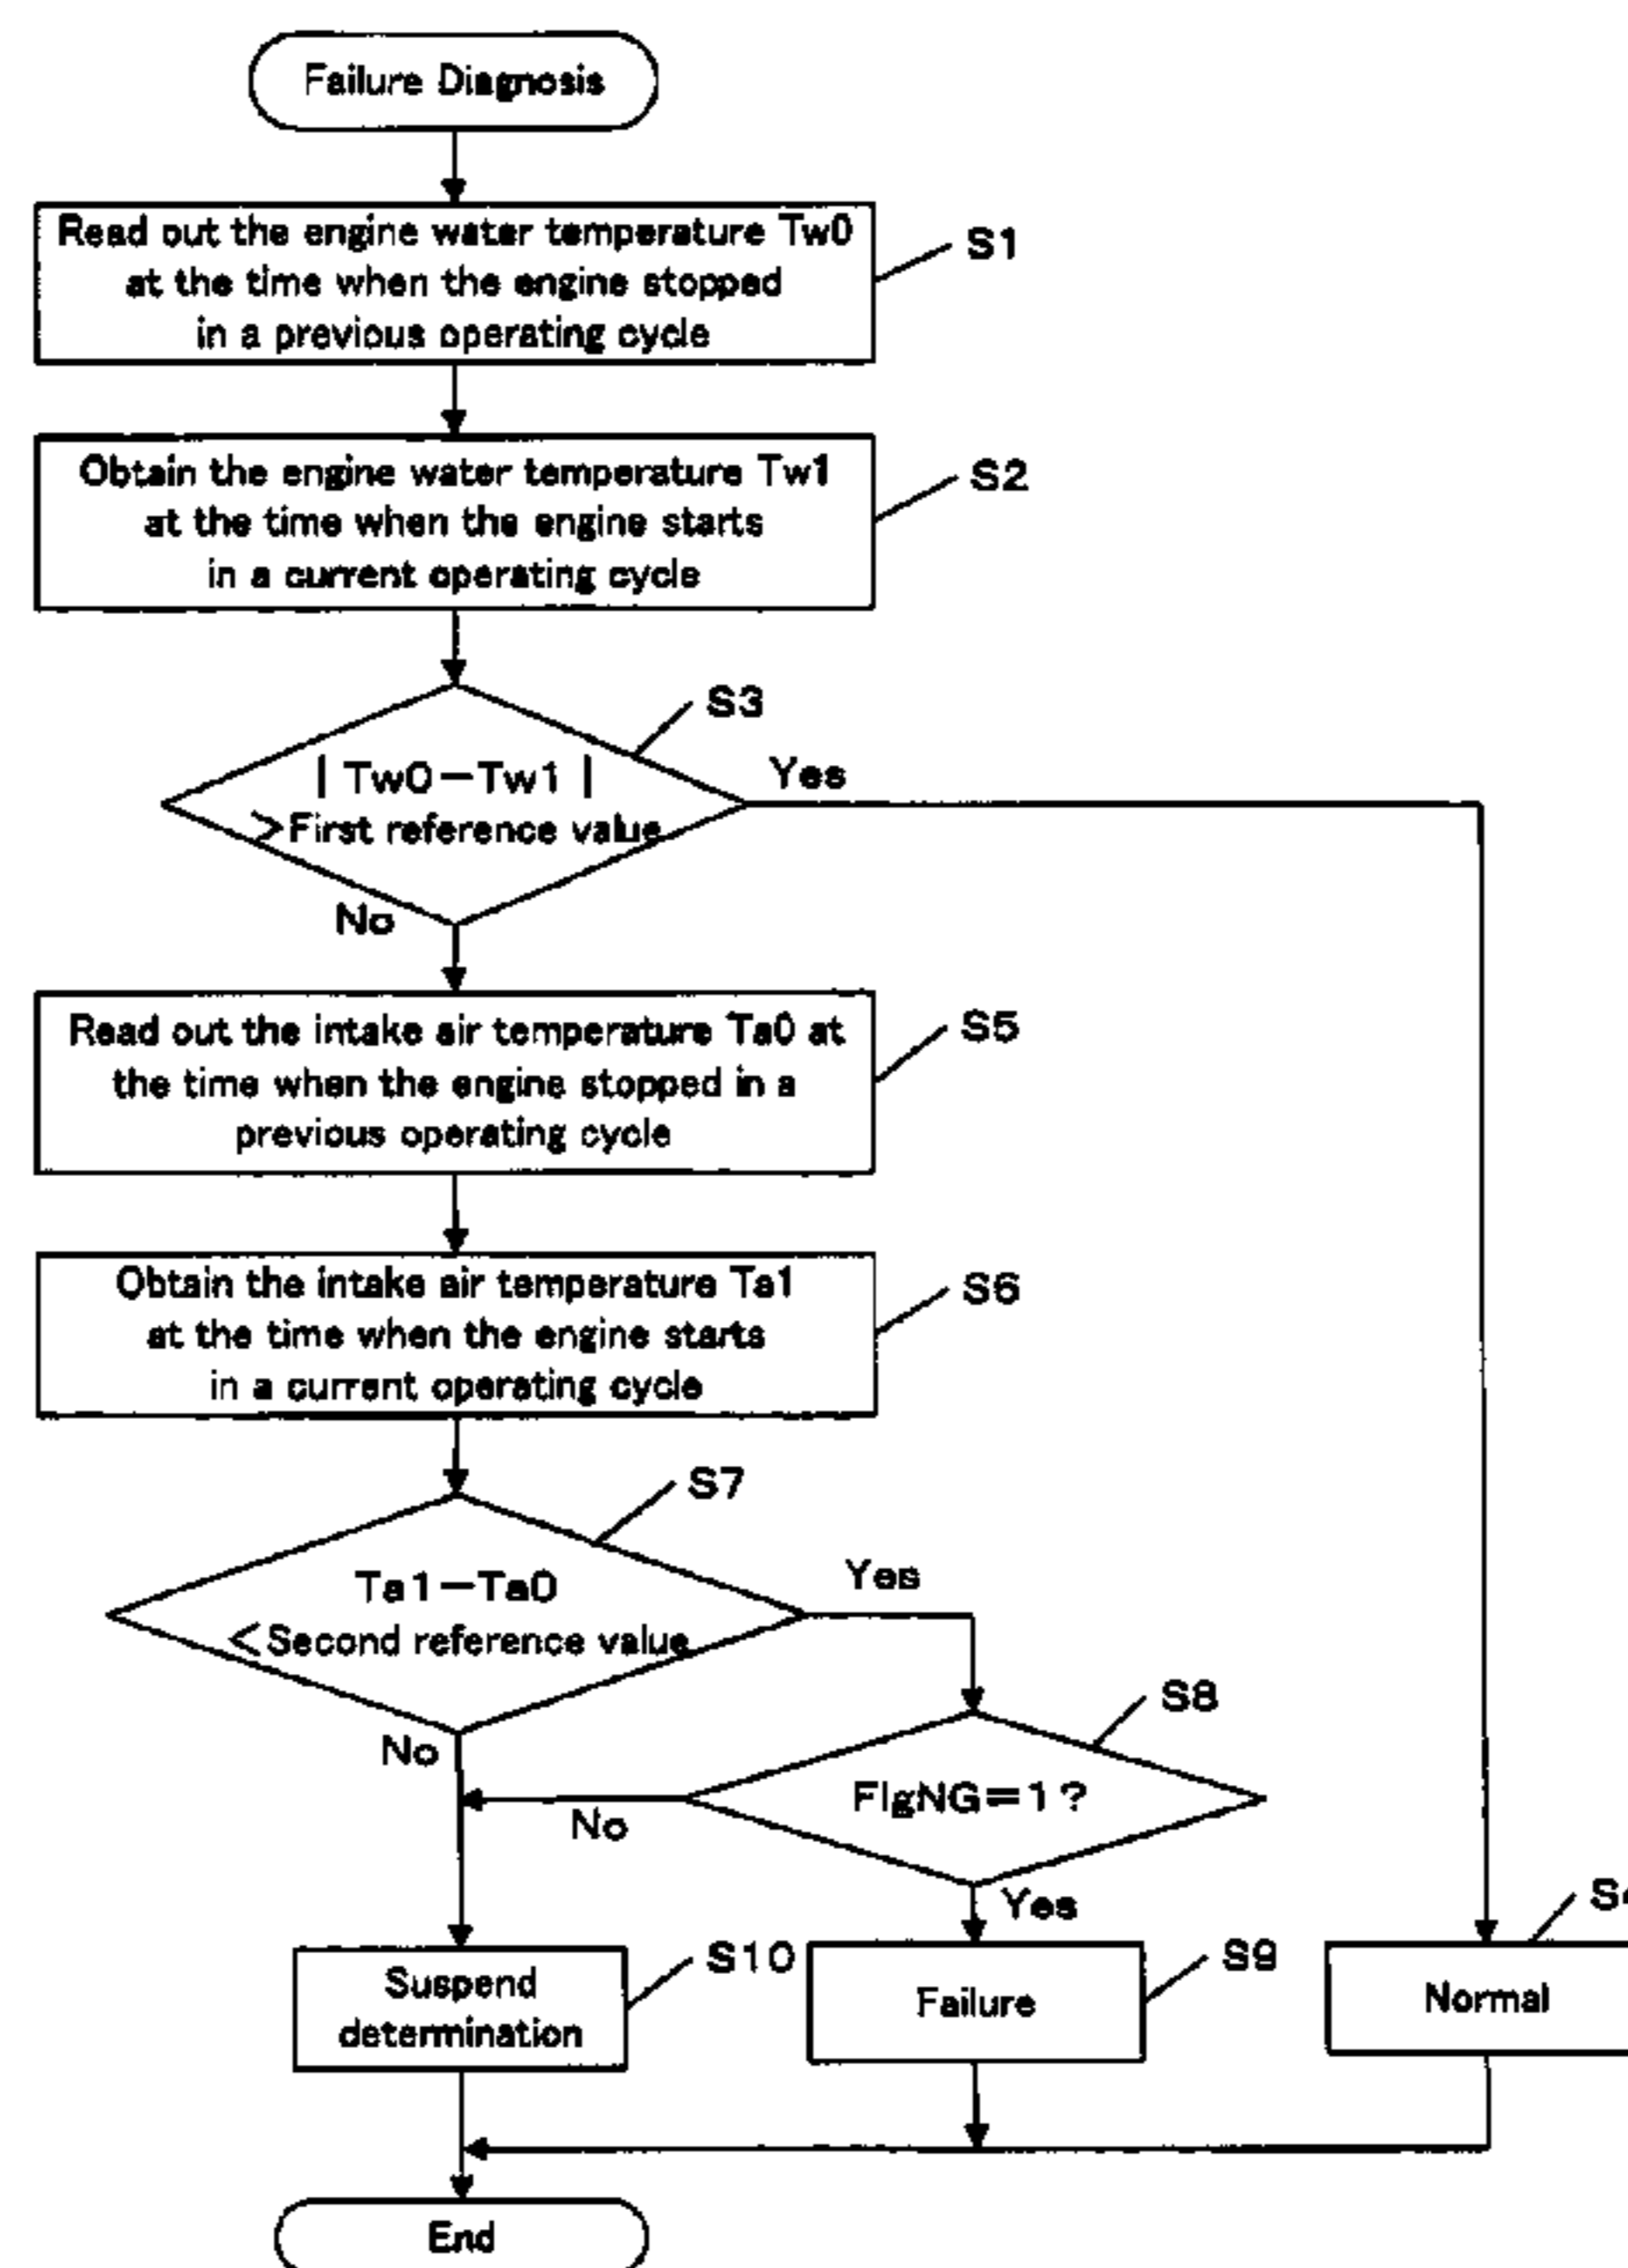 Failure Diagnosis
Read out the engine water temperature Tw0
at the time when the engine stopped
in a previous operating cycle
S1
Obtain the engine water temperature Tw1
at the time when the engine starts
in a current operating cycle
S2
S3
| Tw0－Tw1 |
＞First reference value
Yes
No
Read out the intake air temperature Ta0 at
the time when the engine stopped in a
previous operating cycle
S5
Obtain the intake air temperature Ta1
at the time when the engine starts
in a current operating cycle
S6
S7
Ta1－Ta0
＜Second reference value
Yes
No
S8
FlgNG＝1?
No
Yes
S4
Suspend
determination
S10
Failure
S9
Normal
End